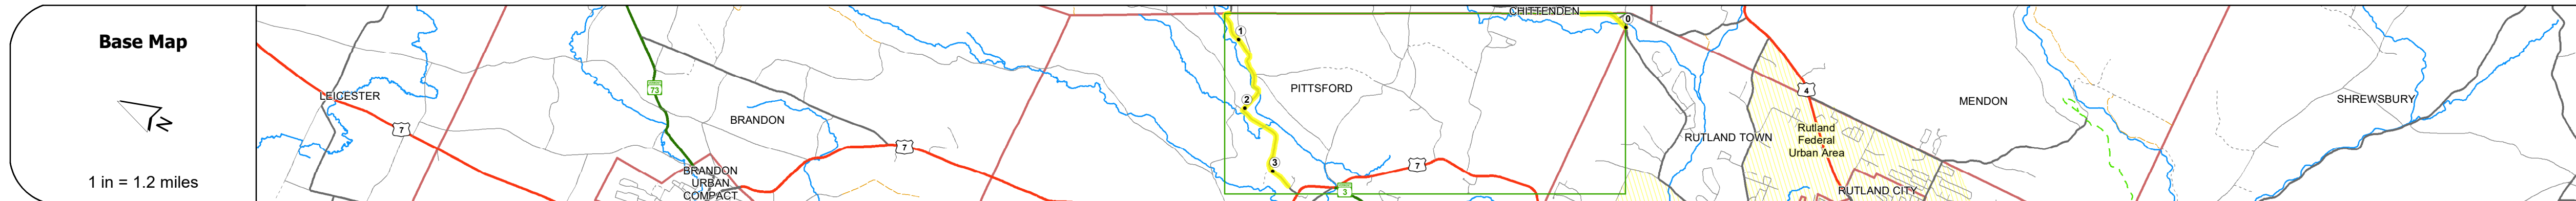 Base Map
N
1 in = 1.2 miles
LEICESTER
7
73
BRANDON
7
BRANDON
URBAN
COMPACT
CHITTENDEN
0
1
2
3
PITTSFORD
7
3
RUTLAND TOWN
4
Rutland
Federal
Urban Area
RUTLAND CITY
MENDON
SHREWSBURY